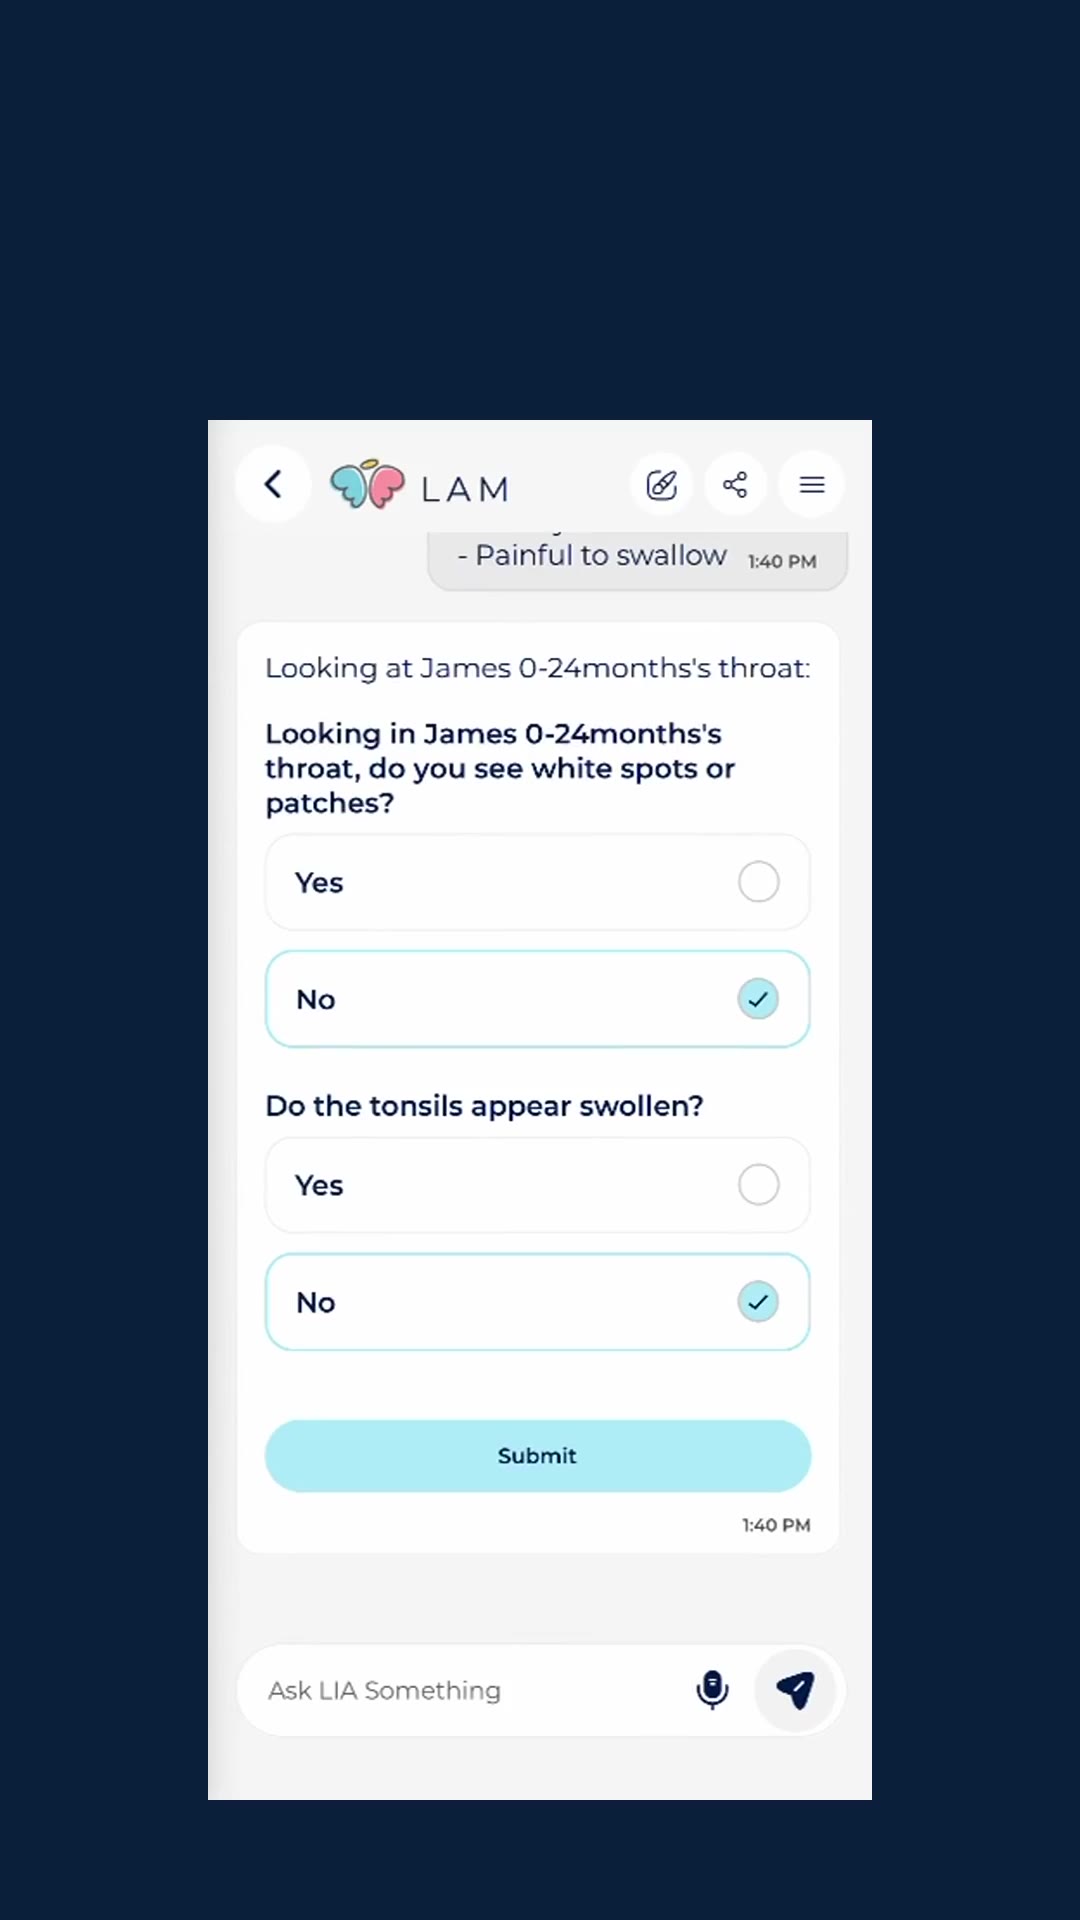 LAM
- Painful to swallow 1:40 PM
Looking at James 0-24months's throat:
Looking in James 0-24months's
throat, do you see white spots or
patches?
Yes
No
Do the tonsils appear swollen?
Yes
No
Submit
1:40 PM
Ask LIA Something